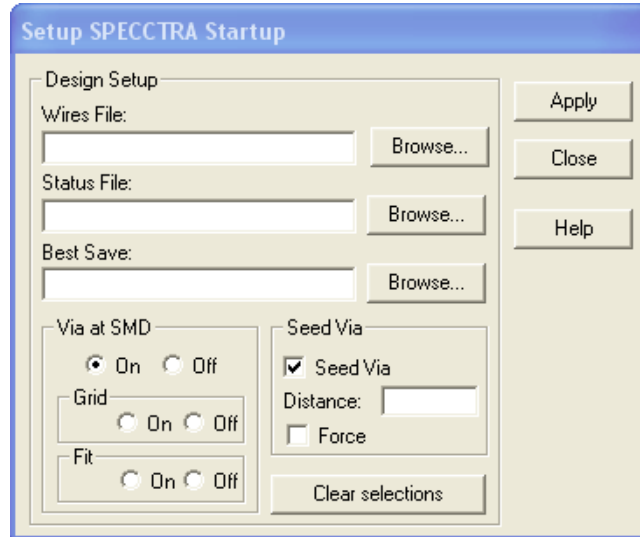 Setup SPECCTRA Startup
Design Setup
Wires File:
Browse...
Status File:
Browse...
Best Save:
Browse...
Apply
Close
Help
Via at SMD
On Off
Grid
On Off
Fit
On Off
Seed Via
Seed Via
Distance:
Force
Clear selections